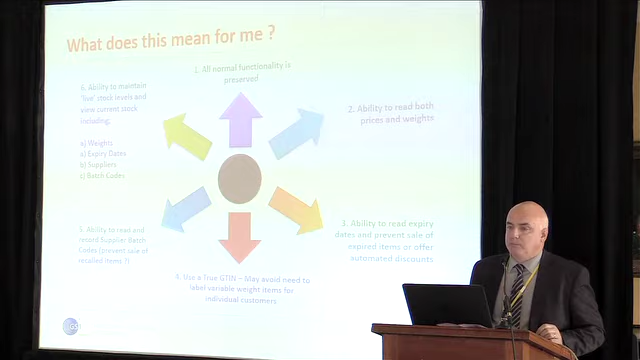 What does this mean for me ?
1. All normal functionality is
preserved
2. Ability to read both
prices and weights
3. Ability to read expiry
dates and prevent sale of
expired items or offer
automated discounts
4. Use a True GTIN – May avoid need to
label variable weight items for
individual customers
5. Ability to read and
record Supplier Batch
Codes (prevent sale of
recalled items ?)
6. Ability to maintain
'live' stock levels and
view current stock
including;
a) Weights
a) Expiry Dates
b) Suppliers
c) Batch Codes
GS1